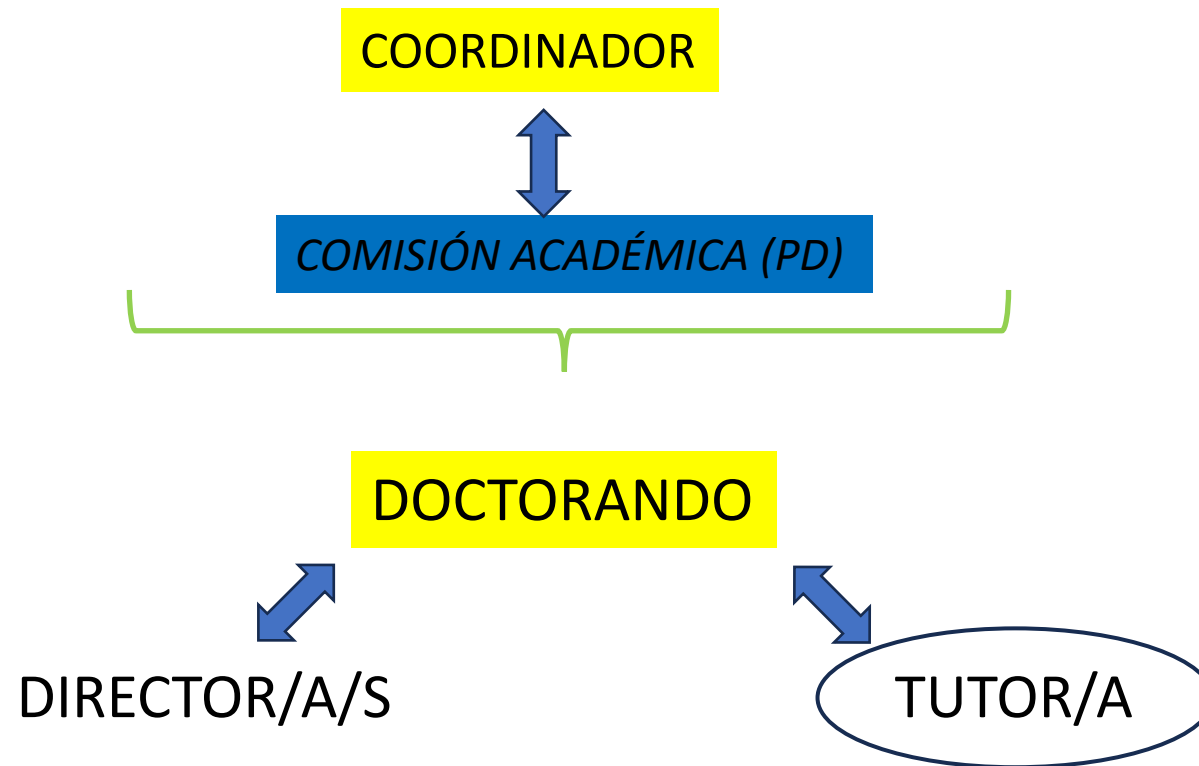 COORDINADOR
COMISIÓN ACADÉMICA (PD)
DOCTORANDO
DIRECTOR/A/S
TUTOR/A